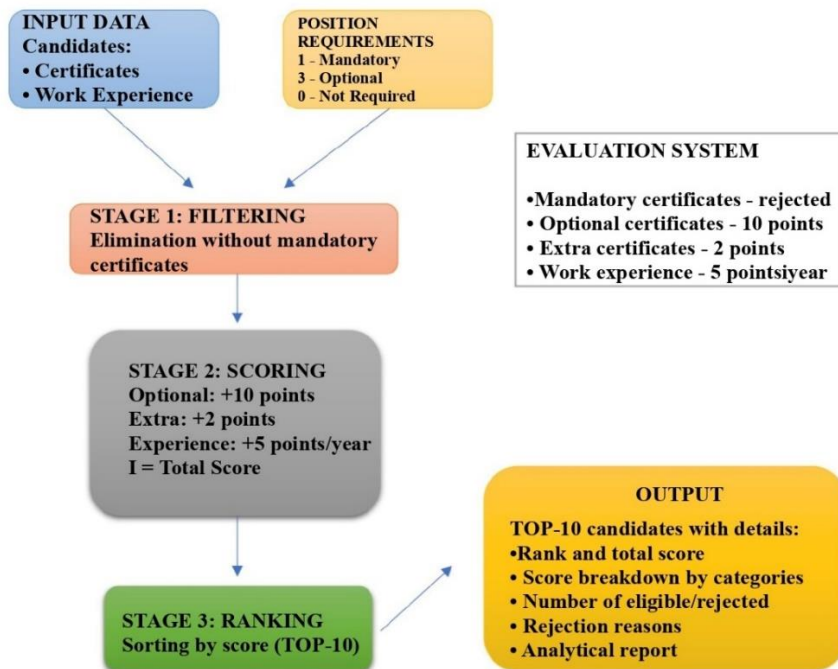 INPUT DATA
Candidates:
• Certificates
• Work Experience
POSITION
REQUIREMENTS
1 - Mandatory
3 - Optional
0 - Not Required
EVALUATION SYSTEM
•Mandatory certificates - rejected
• Optional certificates - 10 points
• Extra certificates - 2 points
• Work experience - 5 pointsiyear
STAGE 1: FILTERING
Elimination without mandatory
certificates
STAGE 2: SCORING
Optional: +10 points
Extra: +2 points
Experience: +5 points/year
I = Total Score
STAGE 3: RANKING
Sorting by score (TOP-10)
OUTPUT
TOP-10 candidates with details:
•Rank and total score
• Score breakdown by categories
• Number of eligible/rejected
• Rejection reasons
• Analytical report